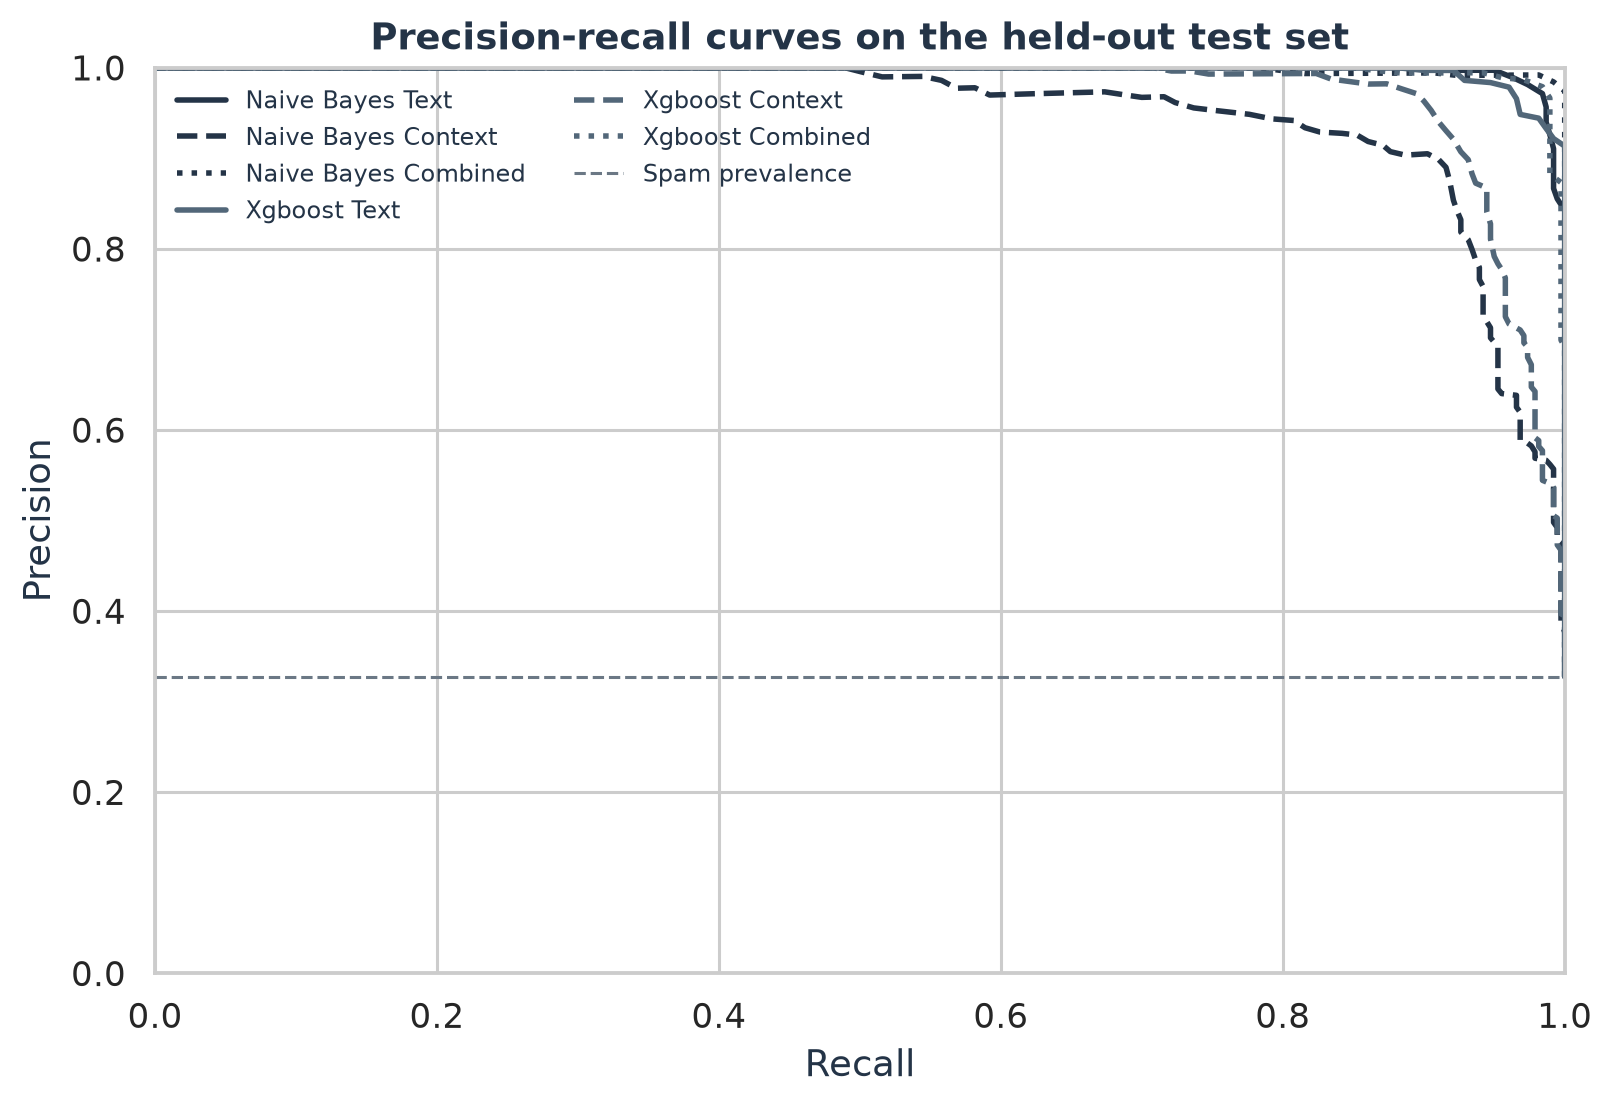 Precision-recall curves on the held-out test set
1.0
0.8
0.6
0.4
0.2
0.0
Precision
Naive Bayes Text
Naive Bayes Context
Naive Bayes Combined
Xgboost Text
Xgboost Context
Xgboost Combined
Spam prevalence
0.0 0.2 0.4 0.6 0.8 1.0
Recall